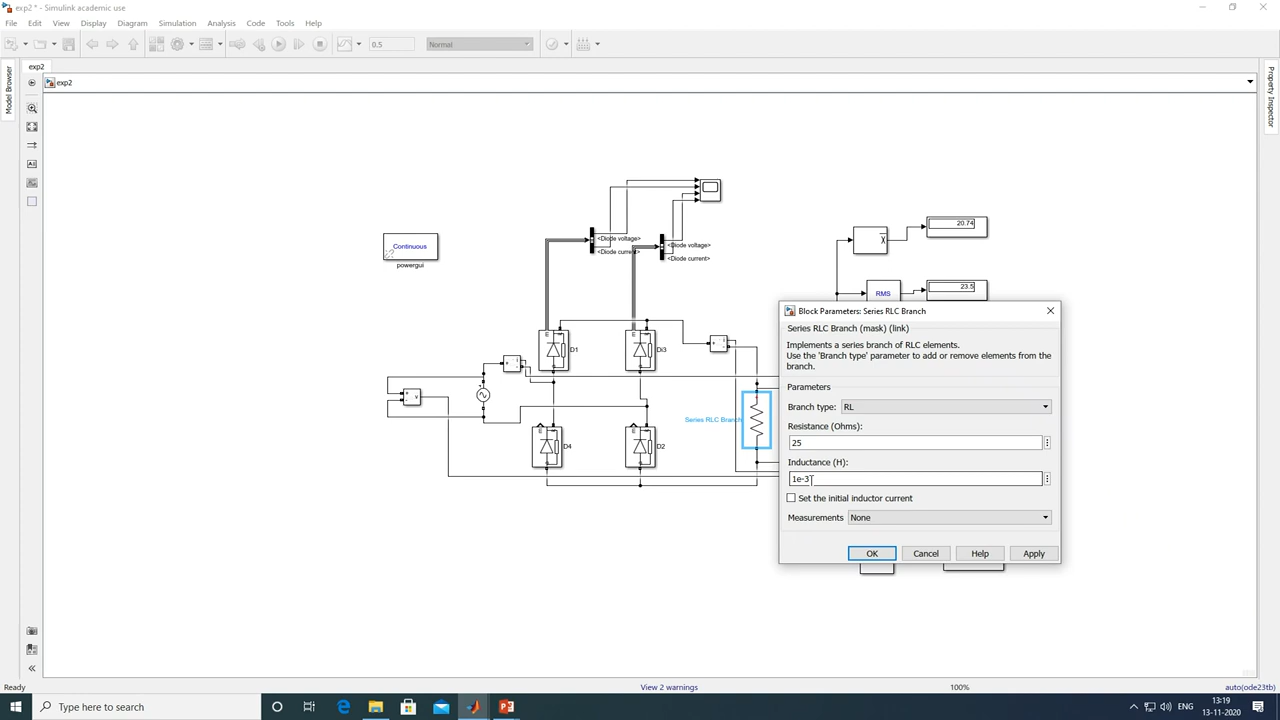 exp2 * - Simulink academic use
File Edit View Display Diagram Simulation Analysis Code Tools Help
0.5
Normal
exp2
exp2
Model Browser
Property Inspector
Continuous
powergui
<Diode voltage>
<Diode current>
<Diode voltage>
<Diode current>
20.74
RMS
23.5
D1
Di3
D4
D2
v
Series RLC Branch
Block Parameters: Series RLC Branch
Series RLC Branch (mask) (link)
Implements a series branch of RLC elements.
Use the 'Branch type' parameter to add or remove elements from the
branch.
Parameters
Branch type: RL
Resistance (Ohms):
25
Inductance (H):
1e-3
Set the initial inductor current
Measurements None
OK Cancel Help Apply
Ready
View 2 warnings
100%
auto(ode23tb)
Type here to search
ENG
13:19
13-11-2020